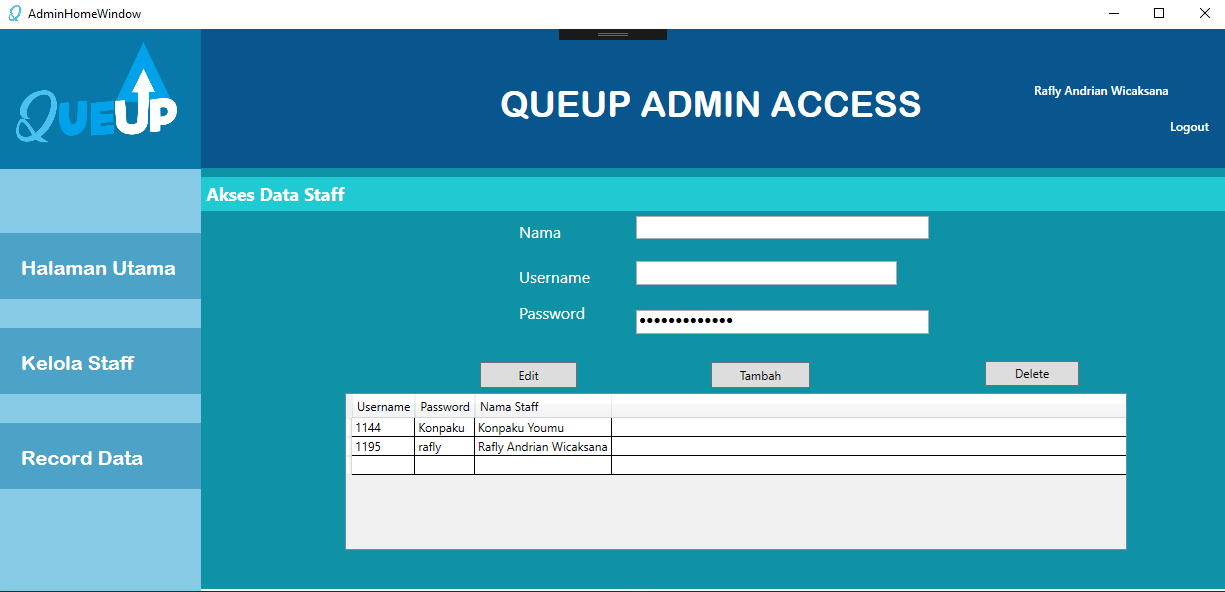 AdminHomeWindow
QUEUP
QUEUP ADMIN ACCESS
Rafly Andrian Wicaksana
Logout
Akses Data Staff
Halaman Utama
Kelola Staff
Record Data
Nama
Username
Password
•••••••••••••
Edit Tambah Delete
Username Password Nama Staff
1144 Konpaku Konpaku Youmu
1195 rafly Rafly Andrian Wicaksana